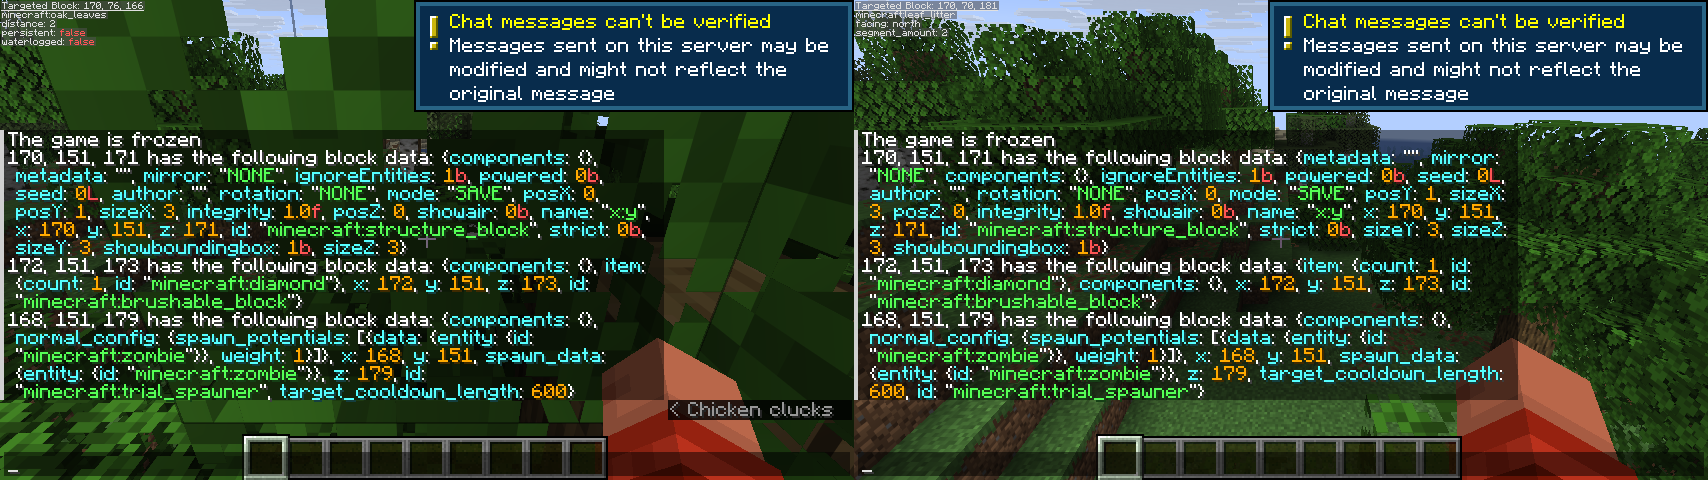 Targeted Block: 170, 76, 166
minecraft:oak_leaves
distance: 2
persistent: false
waterlogged: false
Chat messages can't be verified
Messages sent on this server may be
modified and might not reflect the
original message
The game is frozen
170, 151, 171 has the following block data: {components: {},
metadata: "", mirror: "NONE", ignoreEntities: 1b, powered: 0b,
seed: 0L, author: "", rotation: "NONE", mode: "SAVE", posX: 0,
posY: 1, sizeX: 3, integrity: 1.0f, posZ: 0, showair: 0b, name: "x:y",
x: 170, y: 151, z: 171, id: "minecraft:structure_block", strict: 0b,
sizeY: 3, showboundingbox: 1b, sizeZ: 3}
172, 151, 173 has the following block data: {components: {}, item:
{count: 1, id: "minecraft:diamond"}, x: 172, y: 151, z: 173, id:
"minecraft:brushable_block"}
168, 151, 179 has the following block data: {components: {},
normal_config: {spawn_potentials: [{data: {entity: {id:
"minecraft:zombie"}}, weight: 1}]}, x: 168, y: 151, spawn_data:
{entity: {id: "minecraft:zombie"}}, z: 179, id:
"minecraft:trial_spawner", target_cooldown_length: 600}
< Chicken clucks
_
Targeted Block: 170, 70, 181
minecraft:leaf_litter
facing: north
segment_amount: 2
Chat messages can't be verified
Messages sent on this server may be
modified and might not reflect the
original message
The game is frozen
170, 151, 171 has the following block data: {metadata: "", mirror:
"NONE", components: {}, ignoreEntities: 1b, powered: 0b, seed: 0L,
author: "", rotation: "NONE", posX: 0, mode: "SAVE", posY: 1, sizeX:
3, posZ: 0, integrity: 1.0f, showair: 0b, name: "x:y", x: 170, y: 151,
z: 171, id: "minecraft:structure_block", strict: 0b, sizeY: 3, sizeZ:
3, showboundingbox: 1b}
172, 151, 173 has the following block data: {item: {count: 1, id:
"minecraft:diamond"}, components: {}, x: 172, y: 151, z: 173, id:
"minecraft:brushable_block"}
168, 151, 179 has the following block data: {components: {},
normal_config: {spawn_potentials: [{data: {entity: {id:
"minecraft:zombie"}}, weight: 1}]}, x: 168, y: 151, spawn_data:
{entity: {id: "minecraft:zombie"}}, z: 179, target_cooldown_length:
600, id: "minecraft:trial_spawner"}
_